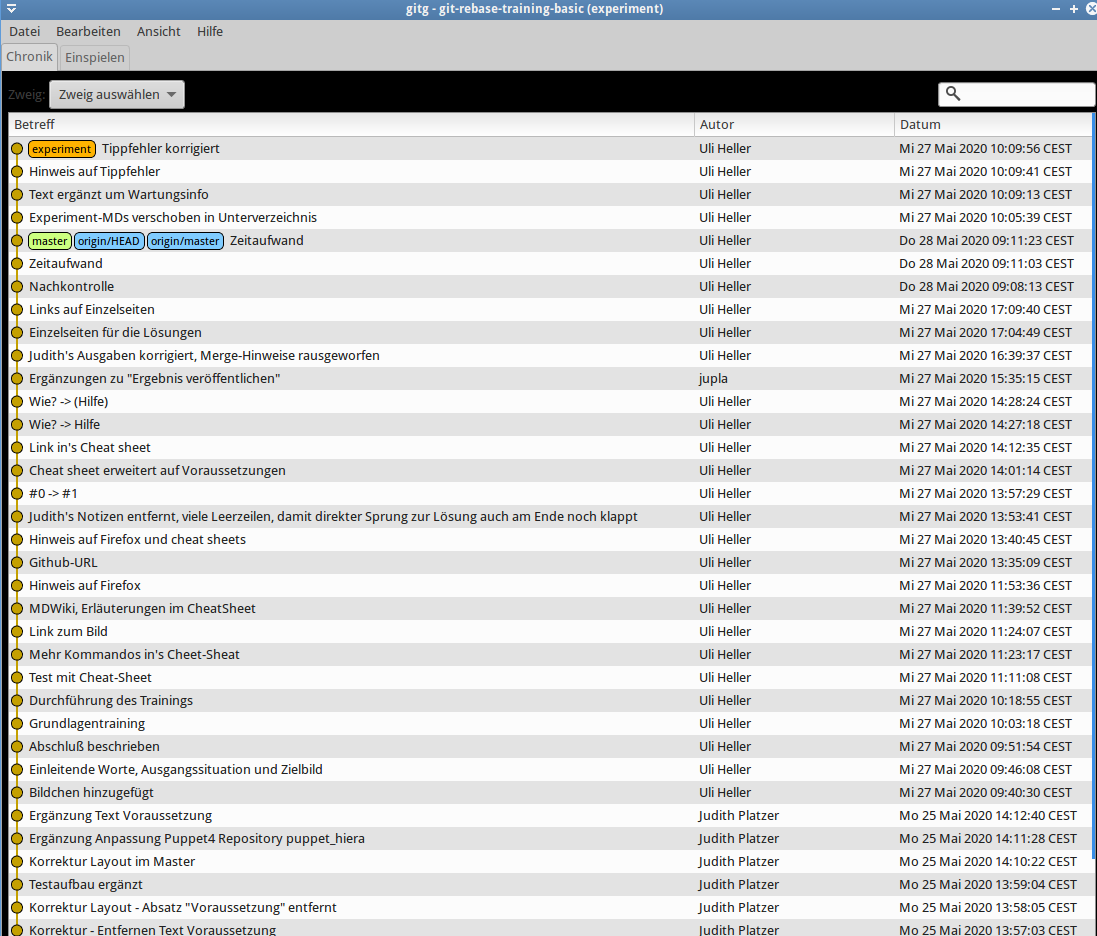 gitg - git-rebase-training-basic (experiment)
Datei Bearbeiten Ansicht Hilfe
Chronik Einspielen
Zweig: Zweig auswählen
Betreff Autor Datum
experiment Tippfehler korrigiert Uli Heller Mi 27 Mai 2020 10:09:56 CEST
Hinweis auf Tippfehler Uli Heller Mi 27 Mai 2020 10:09:41 CEST
Text ergänzt um Wartungsinfo Uli Heller Mi 27 Mai 2020 10:09:13 CEST
Experiment-MDs verschoben in Unterverzeichnis Uli Heller Mi 27 Mai 2020 10:05:39 CEST
master origin/HEAD origin/master Zeitaufwand Uli Heller Do 28 Mai 2020 09:11:23 CEST
Zeitaufwand Uli Heller Do 28 Mai 2020 09:11:03 CEST
Nachkontrolle Uli Heller Do 28 Mai 2020 09:08:13 CEST
Links auf Einzelseiten Uli Heller Mi 27 Mai 2020 17:09:40 CEST
Einzelseiten für die Lösungen Uli Heller Mi 27 Mai 2020 17:04:49 CEST
Judith's Ausgaben korrigiert, Merge-Hinweise rausgeworfen Uli Heller Mi 27 Mai 2020 16:39:37 CEST
Ergänzungen zu "Ergebnis veröffentlichen" jupla Mi 27 Mai 2020 15:35:15 CEST
Wie? -> (Hilfe) Uli Heller Mi 27 Mai 2020 14:28:24 CEST
Wie? -> Hilfe Uli Heller Mi 27 Mai 2020 14:27:18 CEST
Link in's Cheat sheet Uli Heller Mi 27 Mai 2020 14:12:35 CEST
Cheat sheet erweitert auf Voraussetzungen Uli Heller Mi 27 Mai 2020 14:01:14 CEST
#0 -> #1 Uli Heller Mi 27 Mai 2020 13:57:29 CEST
Judith's Notizen entfernt, viele Leerzeilen, damit direkter Sprung zur Lösung auch am Ende noch klappt Uli Heller Mi 27 Mai 2020 13:53:41 CEST
Hinweis auf Firefox und cheat sheets Uli Heller Mi 27 Mai 2020 13:40:45 CEST
Github-URL Uli Heller Mi 27 Mai 2020 13:35:09 CEST
Hinweis auf Firefox Uli Heller Mi 27 Mai 2020 11:53:36 CEST
MDWiki, Erläuterungen im CheatSheet Uli Heller Mi 27 Mai 2020 11:39:52 CEST
Link zum Bild Uli Heller Mi 27 Mai 2020 11:24:07 CEST
Mehr Kommandos in's Cheet-Sheat Uli Heller Mi 27 Mai 2020 11:23:17 CEST
Test mit Cheat-Sheet Uli Heller Mi 27 Mai 2020 11:11:08 CEST
Durchführung des Trainings Uli Heller Mi 27 Mai 2020 10:18:55 CEST
Grundlagentraining Uli Heller Mi 27 Mai 2020 10:03:18 CEST
Abschluß beschrieben Uli Heller Mi 27 Mai 2020 09:51:54 CEST
Einleitende Worte, Ausgangssituation und Zielbild Uli Heller Mi 27 Mai 2020 09:46:08 CEST
Bildchen hinzugefügt Uli Heller Mi 27 Mai 2020 09:40:30 CEST
Ergänzung Text Voraussetzung Judith Platzer Mo 25 Mai 2020 14:12:40 CEST
Ergänzung Anpassung Puppet4 Repository puppet_hiera Judith Platzer Mo 25 Mai 2020 14:11:28 CEST
Korrektur Layout im Master Judith Platzer Mo 25 Mai 2020 14:10:22 CEST
Testaufbau ergänzt Judith Platzer Mo 25 Mai 2020 13:59:04 CEST
Korrektur Layout - Absatz "Voraussetzung" entfernt Judith Platzer Mo 25 Mai 2020 13:58:05 CEST
Korrektur - Entfernen Text Voraussetzung Judith Platzer Mo 25 Mai 2020 13:57:03 CEST